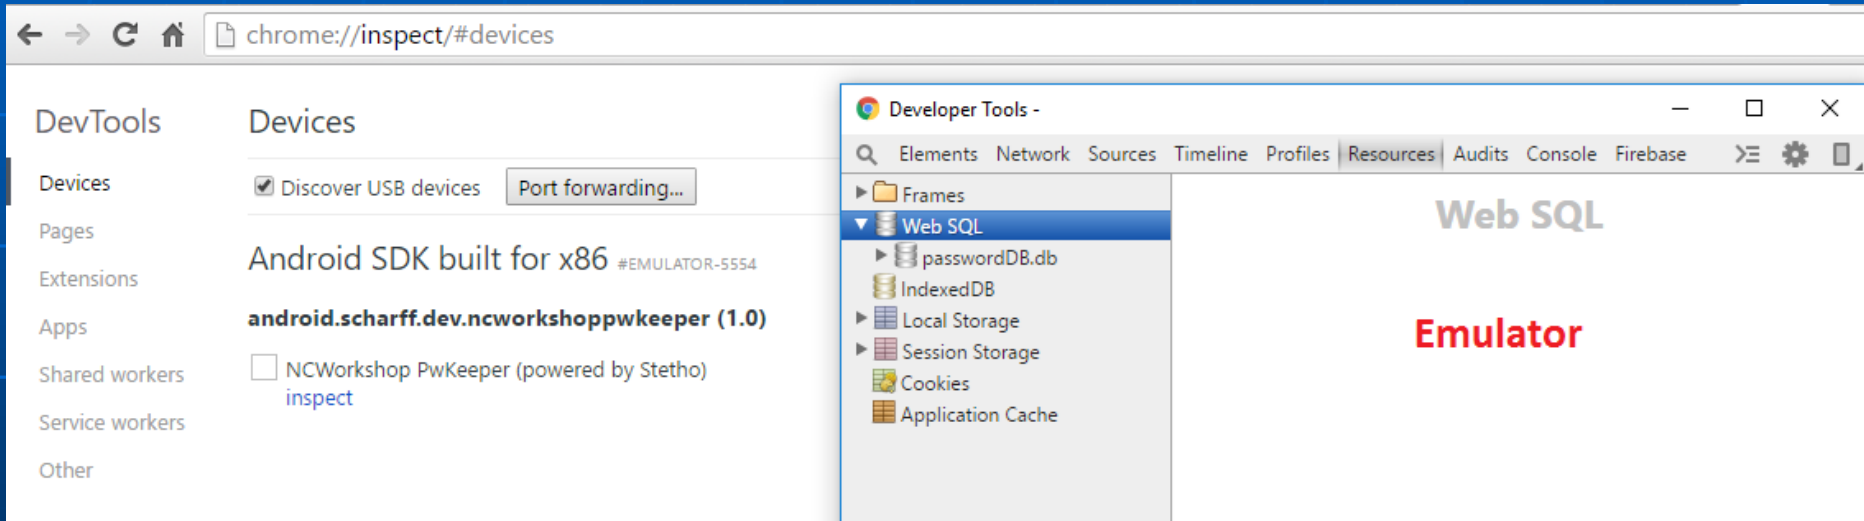 chrome://inspect/#devices
DevTools
Devices
Pages
Extensions
Apps
Shared workers
Service workers
Other
Devices
Discover USB devices
Port forwarding...
Android SDK built for x86 #EMULATOR-5554
android.scharff.dev.ncworkshoppwkeeper (1.0)
NCWorkshop PwKeeper (powered by Stetho)
inspect
Developer Tools -
Elements Network Sources Timeline Profiles Resources Audits Console Firebase
Frames
Web SQL
passwordDB.db
IndexedDB
Local Storage
Session Storage
Cookies
Application Cache
Web SQL
Emulator